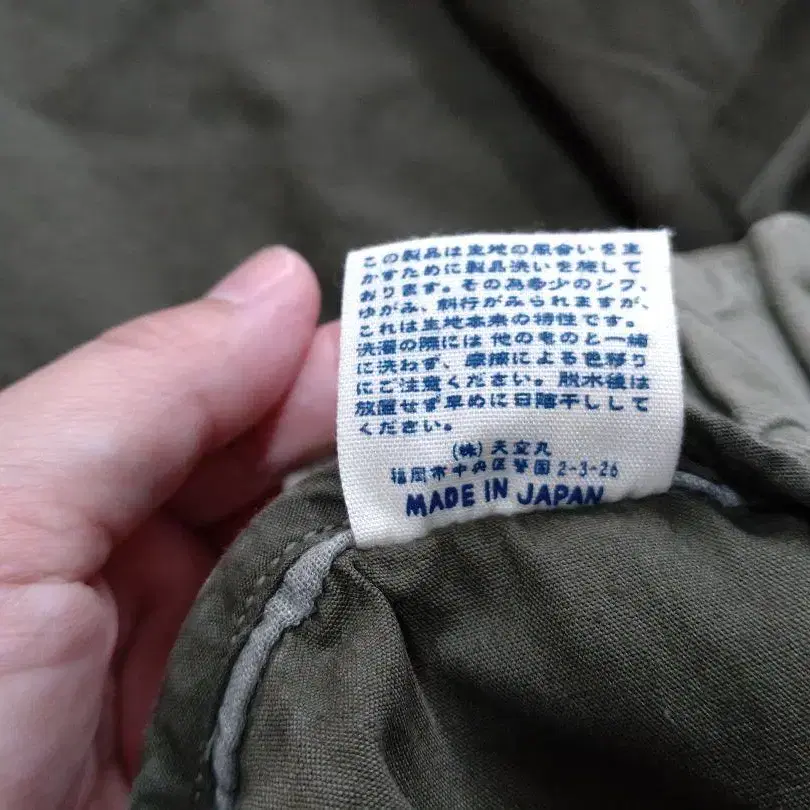 この製品は生地の風合いを生
かすために製品洗いを施して
おります。その為希少のシワ、
ゆがみ、斜行がみられますが、
これは生地本来の特性です。
洗濯の際には他のものと一緒
に洗わず、摩擦による色移り
にご注意ください。脱水後は
放置せず早めに日陰干しして
ください。
(株) 天立丸
福岡市中央区警固 2-3-26
MADE IN JAPAN